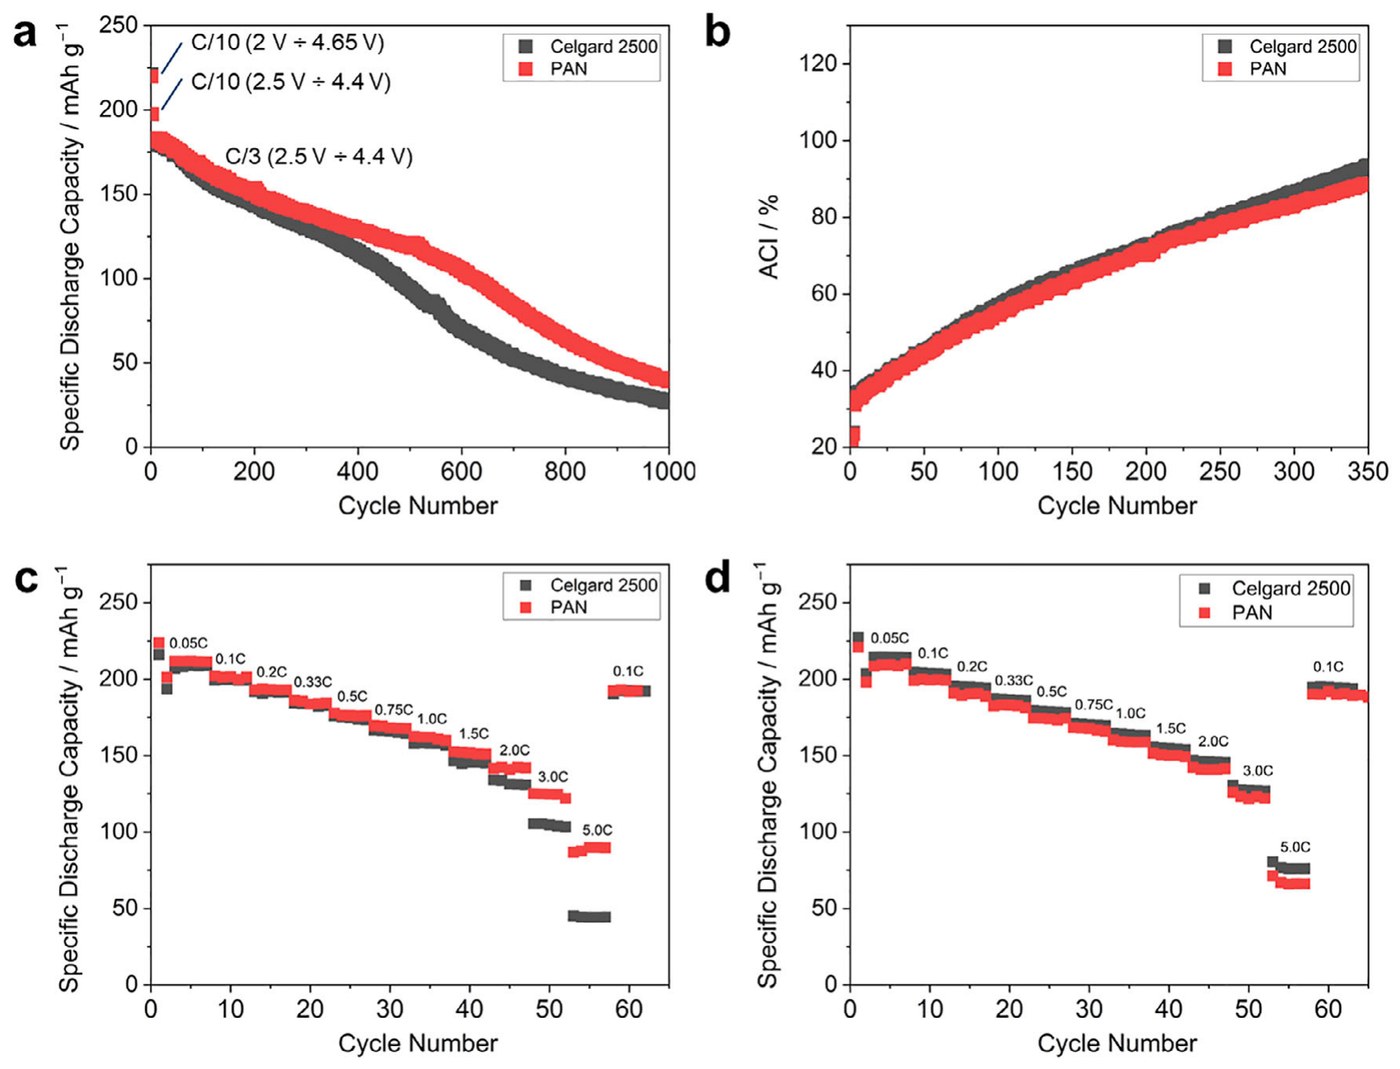 a
250
200
150
100
50
0
Specific Discharge Capacity / mAh g⁻¹
C/10 (2 V ÷ 4.65 V)
C/10 (2.5 V ÷ 4.4 V)
C/3 (2.5 V ÷ 4.4 V)
Celgard 2500
PAN
0 200 400 600 800 1000
Cycle Number
b
120
100
80
60
40
20
ACI / %
Celgard 2500
PAN
0 50 100 150 200 250 300 350
Cycle Number
c
250
200
150
100
50
0
Specific Discharge Capacity / mAh g⁻¹
Celgard 2500
PAN
0.05C
0.1C
0.2C
0.33C
0.5C
0.75C
1.0C
1.5C
2.0C
3.0C
5.0C
0.1C
0 10 20 30 40 50 60
Cycle Number
d
250
200
150
100
50
0
Specific Discharge Capacity / mAh g⁻¹
Celgard 2500
PAN
0.05C
0.1C
0.2C
0.33C
0.5C
0.75C
1.0C
1.5C
2.0C
3.0C
5.0C
0.1C
0 10 20 30 40 50 60
Cycle Number